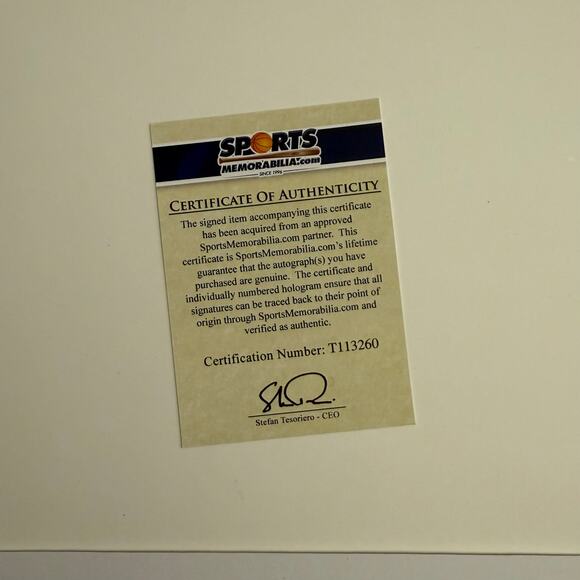 SPORTS
MEMORABILIA.com
SINCE 1996
CERTIFICATE OF AUTHENTICITY
The signed item accompanying this certificate
has been acquired from an approved
SportsMemorabilia.com partner. This
certificate is SportsMemorabilia.com's lifetime
guarantee that the autograph(s) you have
purchased are genuine. The certificate and
individually numbered hologram ensure that all
signatures can be traced back to their point of
origin through SportsMemorabilia.com and
verified as authentic.
Certification Number: T113260
Stefan Tesoriero - CEO